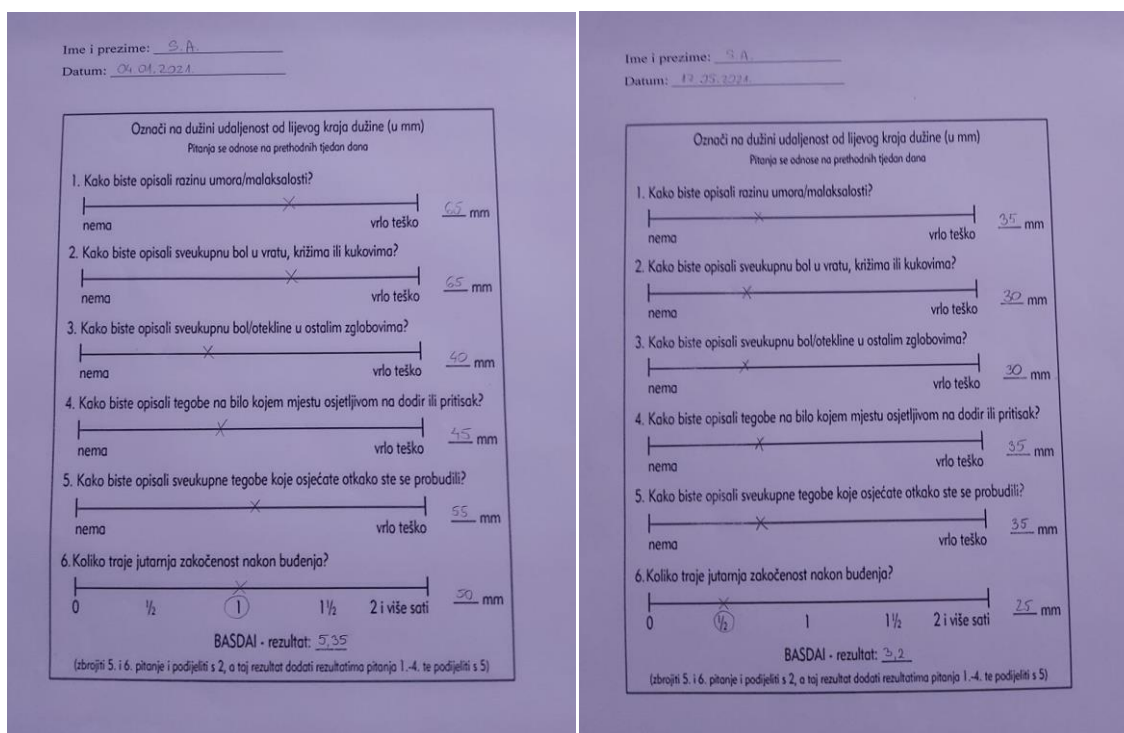 Ime i prezime: S.A.
Datum: 04.01.2021.
Označi na dužini udaljenost od lijevog kraja dužine (u mm)
Pitanja se odnose na prethodnih tjedan dana
1. Kako biste opisali razinu umora/malaksalosti?
65 mm
nema vrlo teško
2. Kako biste opisali sveukupnu bol u vratu, križima ili kukovima?
65 mm
nema vrlo teško
3. Kako biste opisali sveukupnu bol/otekline u ostalim zglobovima?
40 mm
nema vrlo teško
4. Kako biste opisali tegobe na bilo kojem mjestu osjetljivom na dodir ili pritisak?
45 mm
nema vrlo teško
5. Kako biste opisali sveukupne tegobe koje osjećate otkako ste se probudili?
55 mm
nema vrlo teško
6. Koliko traje jutarnja zakočenost nakon buđenja?
50 mm
0 ½ 1 1½ 2 i više sati
BASDAI - rezultat: 5,35
(zbrojiti 5. i 6. pitanje i podijeliti s 2, a taj rezultat dodati rezultatima pitanja 1.-4. te podijeliti s 5)
Ime i prezime: S.A.
Datum: 17.05.2021.
Označi na dužini udaljenost od lijevog kraja dužine (u mm)
Pitanja se odnose na prethodnih tjedan dana
1. Kako biste opisali razinu umora/malaksalosti?
35 mm
nema vrlo teško
2. Kako biste opisali sveukupnu bol u vratu, križima ili kukovima?
30 mm
nema vrlo teško
3. Kako biste opisali sveukupnu bol/otekline u ostalim zglobovima?
30 mm
nema vrlo teško
4. Kako biste opisali tegobe na bilo kojem mjestu osjetljivom na dodir ili pritisak?
35 mm
nema vrlo teško
5. Kako biste opisali sveukupne tegobe koje osjećate otkako ste se probudili?
35 mm
nema vrlo teško
6. Koliko traje jutarnja zakočenost nakon buđenja?
25 mm
0 ½ 1 1½ 2 i više sati
BASDAI - rezultat: 3,2
(zbrojiti 5. i 6. pitanje i podijeliti s 2, a taj rezultat dodati rezultatima pitanja 1.-4. te podijeliti s 5)